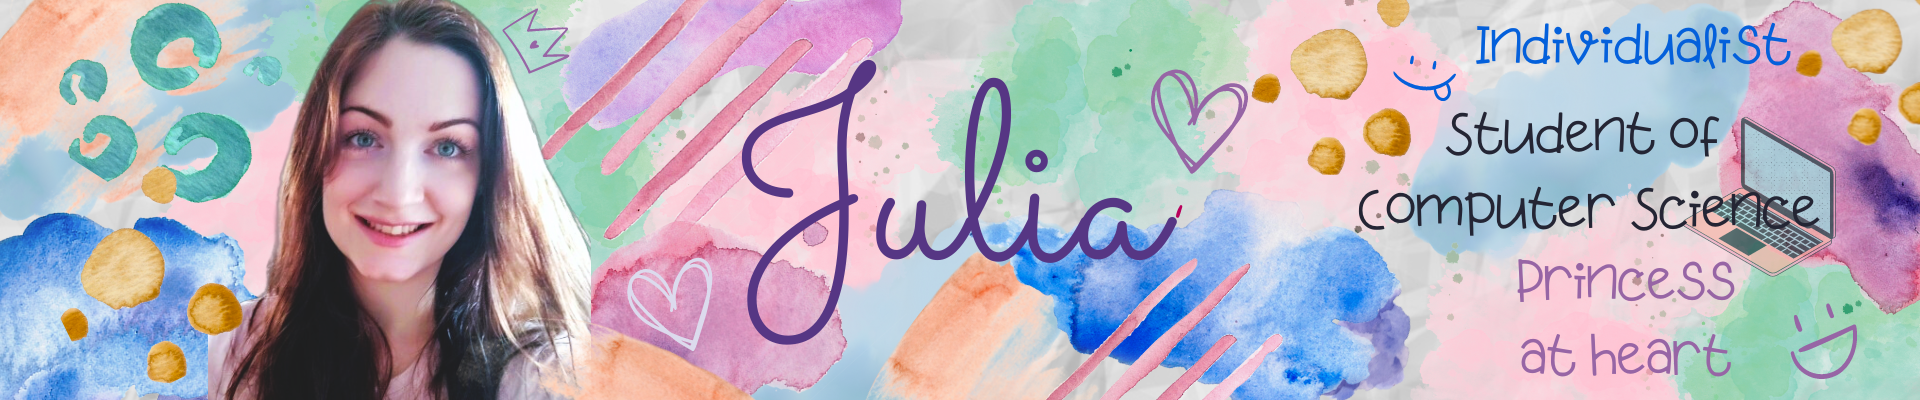 Julia
Individualist
Student of
Computer Science
Princess
at heart